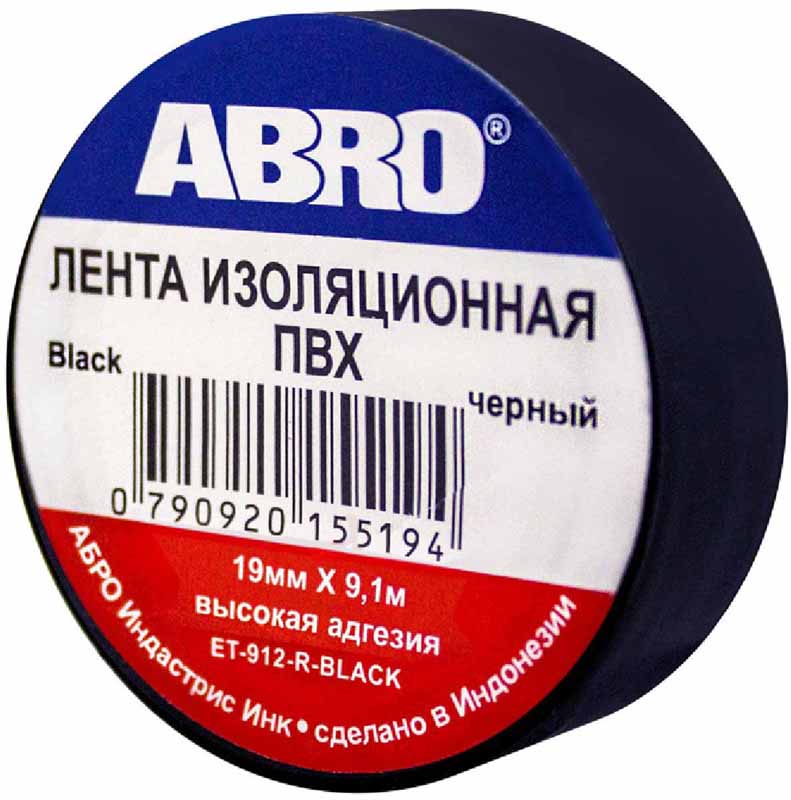 ABRO®
ЛЕНТА ИЗОЛЯЦИОННАЯ
ПВХ
Black
черный
0 790920 155194
19мм X 9,1м
высокая адгезия
ET-912-R-BLACK
АБРО Индастрис Инк • сделано в Индонезии